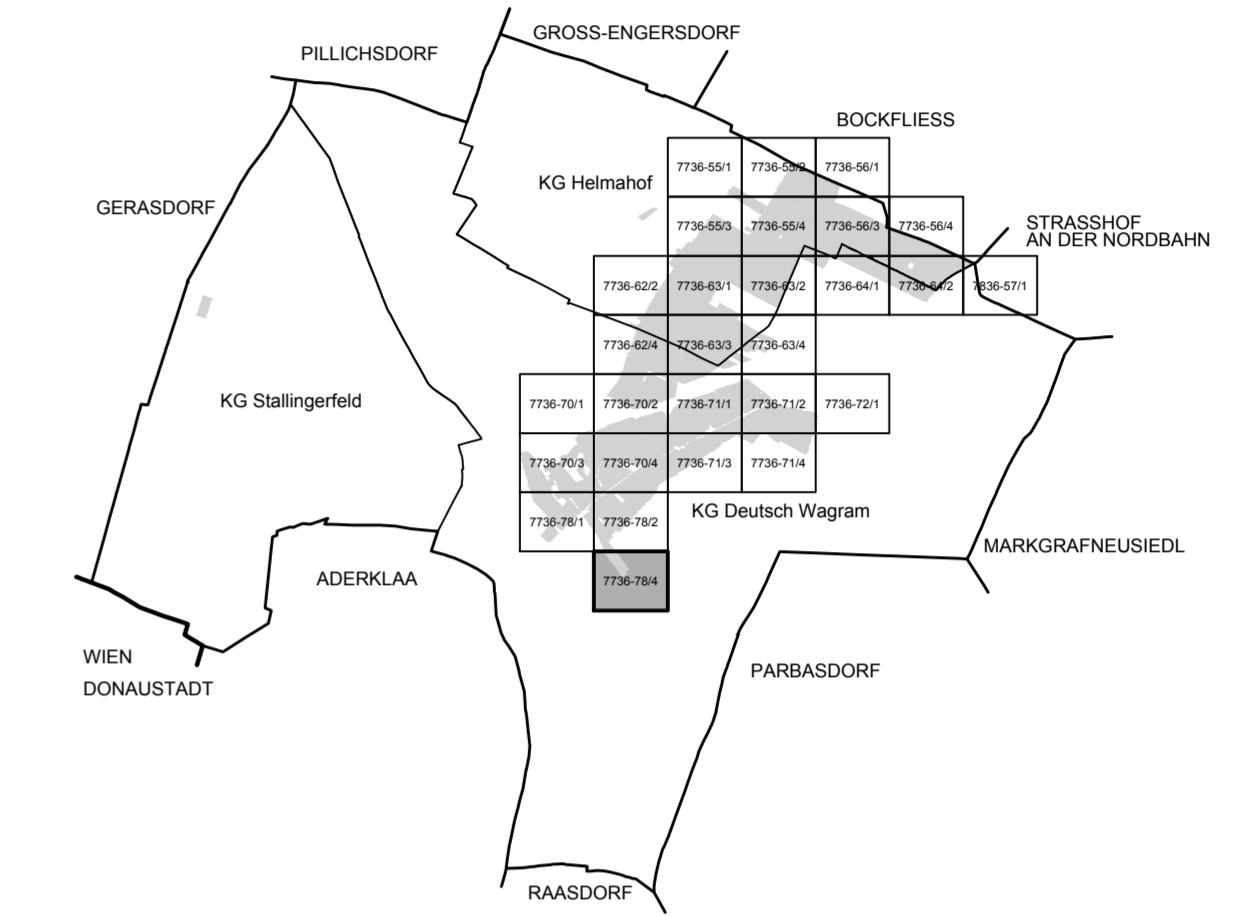 GROSS-ENGERSDORF
PILLICHSDORF
BOCKFLIESS
7736-55/1
7736-55/2
7736-56/1
KG Helmahof
GERASDORF
7736-55/3
7736-55/4
7736-56/3
7736-56/4
STRASSHOF
AN DER NORDBAHN
7736-62/2
7736-63/1
7736-63/2
7736-64/1
7736-64/2
7836-57/1
7736-62/4
7736-63/3
7736-63/4
KG Stallingerfeld
7736-70/1
7736-70/2
7736-71/1
7736-71/2
7736-72/1
7736-70/3
7736-70/4
7736-71/3
7736-71/4
KG Deutsch Wagram
7736-78/1
7736-78/2
MARKGRAFNEUSIEDL
ADERKLAA
7736-78/4
WIEN
DONAUSTADT
PARBASDORF
RAASDORF